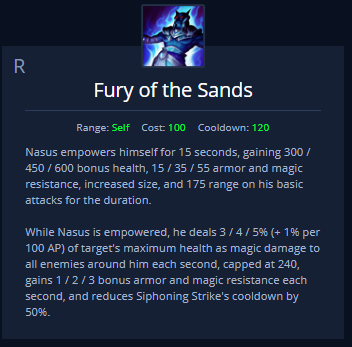 R
Fury of the Sands
Range: Self Cost: 100 Cooldown: 120
Nasus empowers himself for 15 seconds, gaining 300 /
450 / 600 bonus health, 15 / 35 / 55 armor and magic
resistance, increased size, and 175 range on his basic
attacks for the duration.
While Nasus is empowered, he deals 3 / 4 / 5% (+ 1% per
100 AP) of target's maximum health as magic damage to
all enemies around him each second, capped at 240,
gains 1 / 2 / 3 bonus armor and magic resistance each
second, and reduces Siphoning Strike's cooldown by
50%.